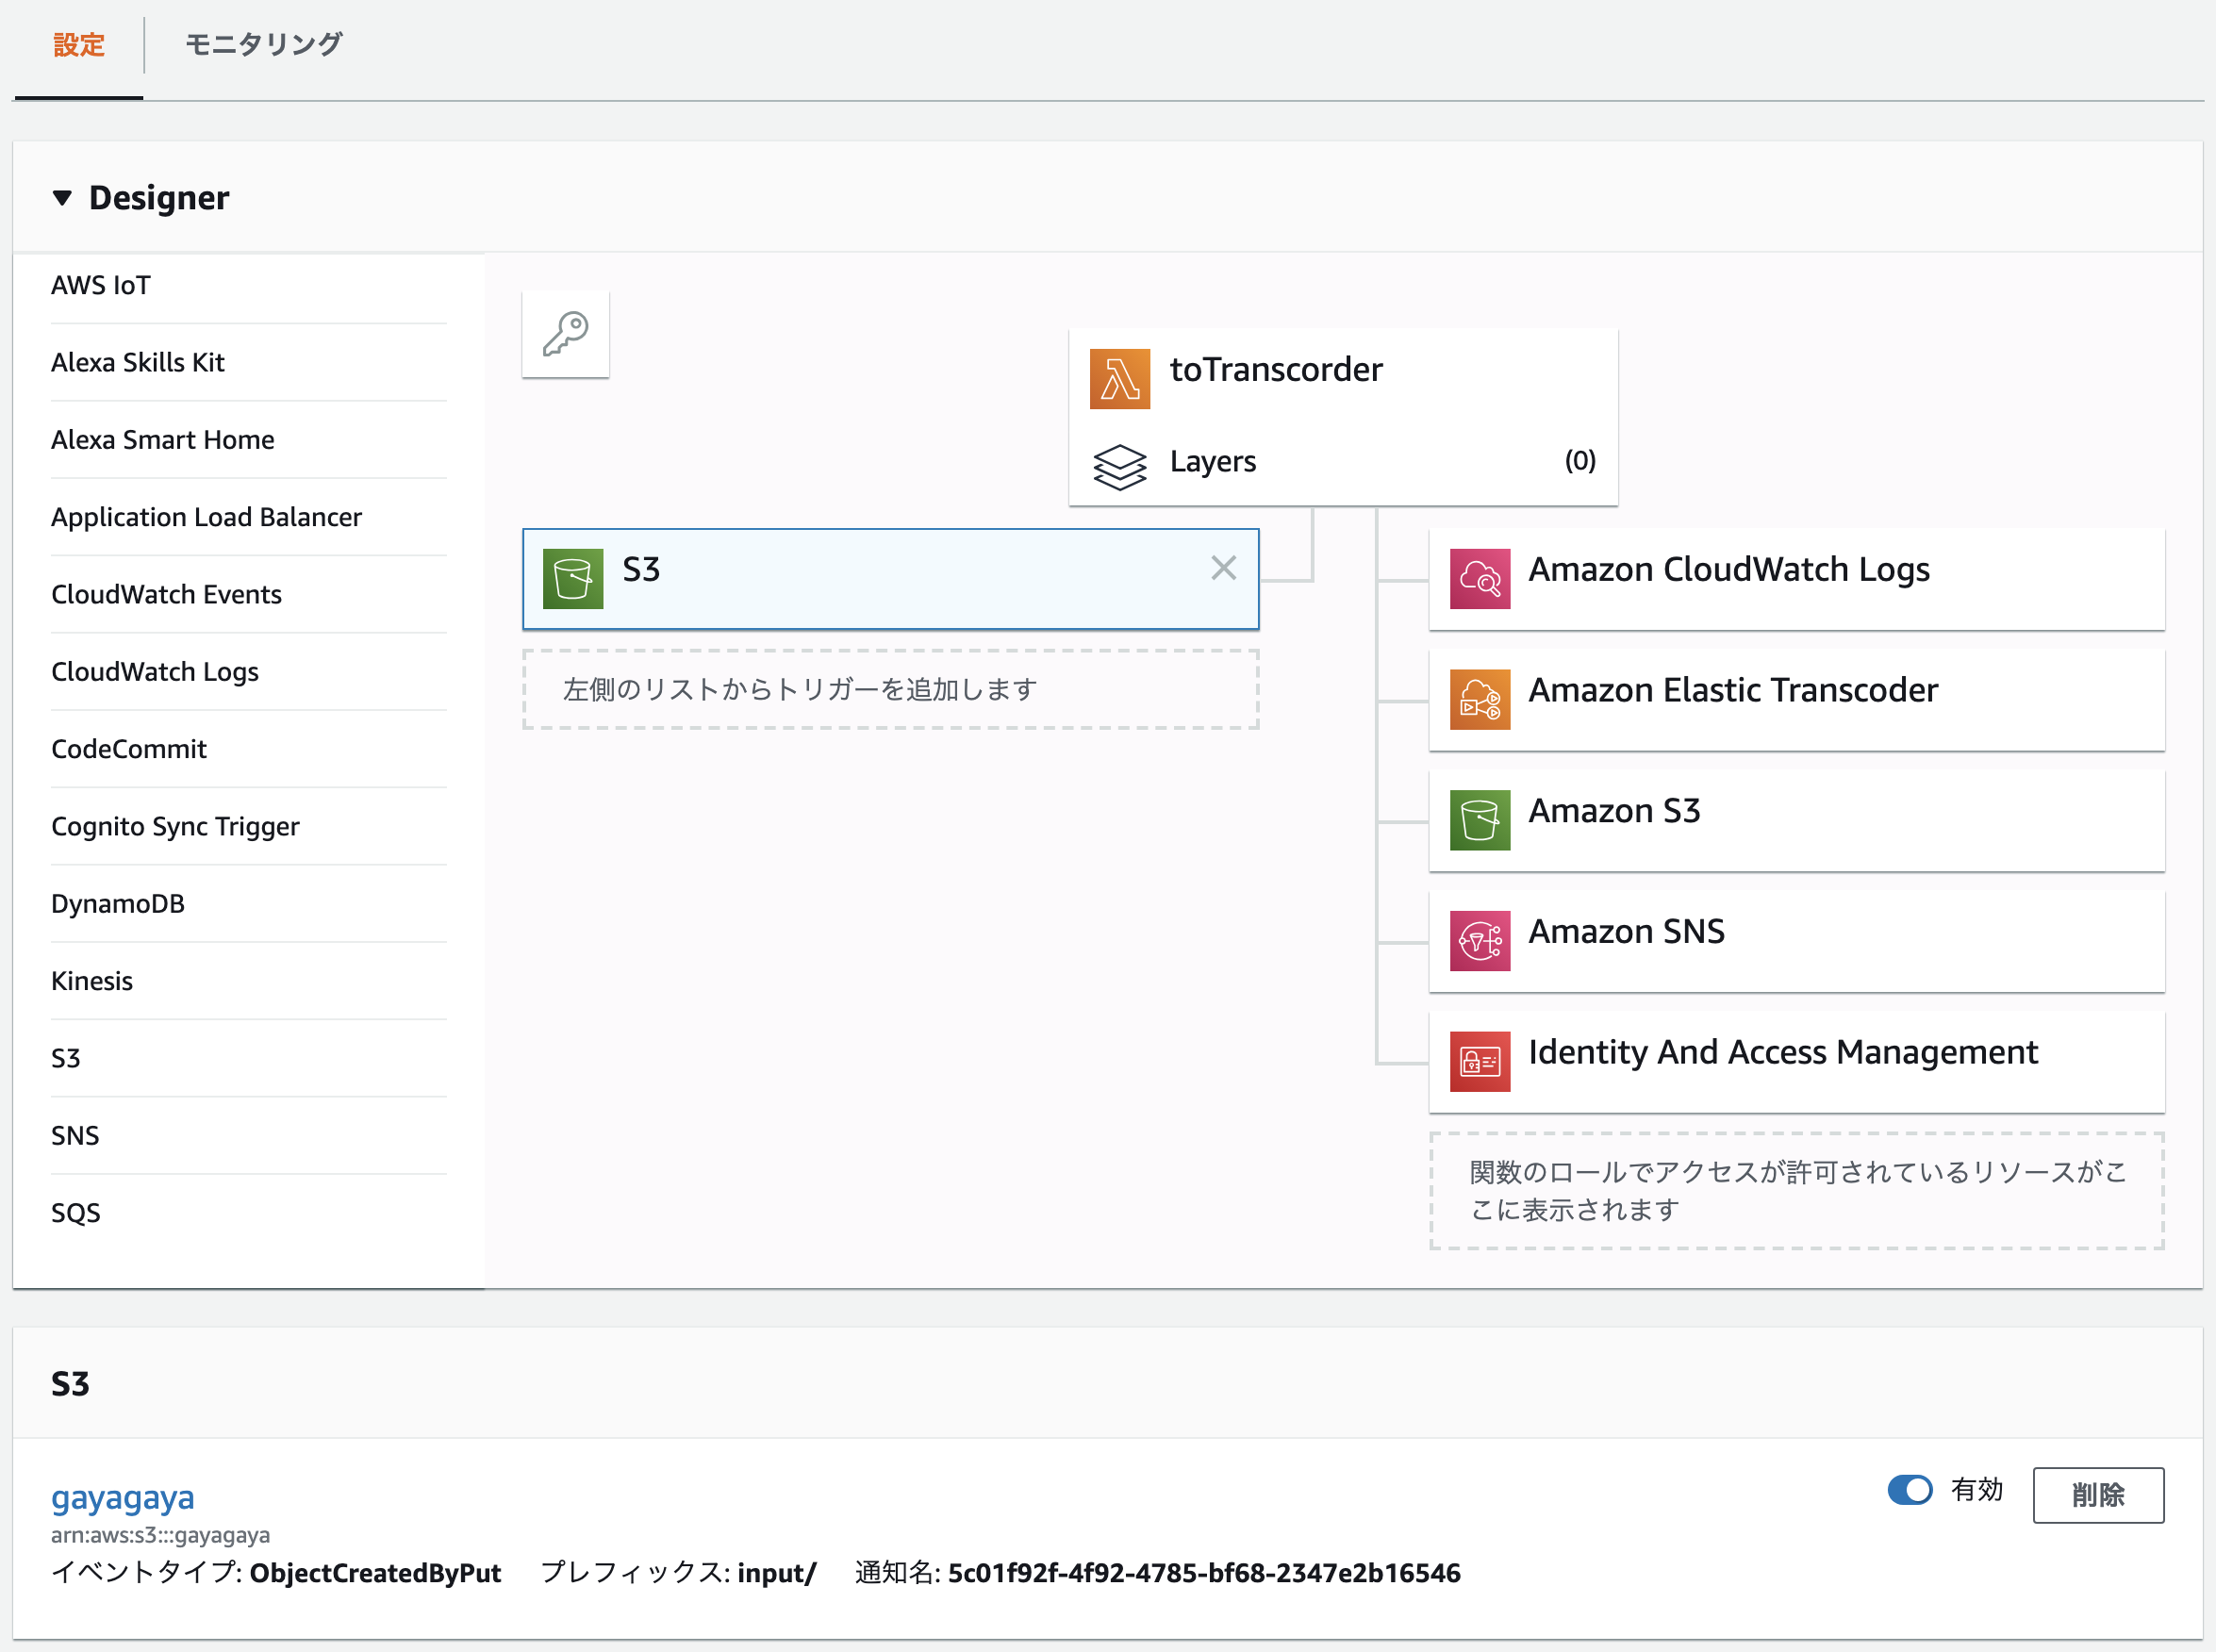 設定
モニタリング
Designer
AWS IoT
Alexa Skills Kit
Alexa Smart Home
Application Load Balancer
CloudWatch Events
CloudWatch Logs
CodeCommit
Cognito Sync Trigger
DynamoDB
Kinesis
S3
SNS
SQS
toTranscorder
Layers (0)
S3
左側のリストからトリガーを追加します
Amazon CloudWatch Logs
Amazon Elastic Transcoder
Amazon S3
Amazon SNS
Identity And Access Management
関数のロールでアクセスが許可されているリソースがこ
こに表示されます
S3
gayagaya
有効
削除
arn:aws:s3:::gayagaya
イベントタイプ: ObjectCreatedByPut プレフィックス: input/ 通知名: 5c01f92f-4f92-4785-bf68-2347e2b16546